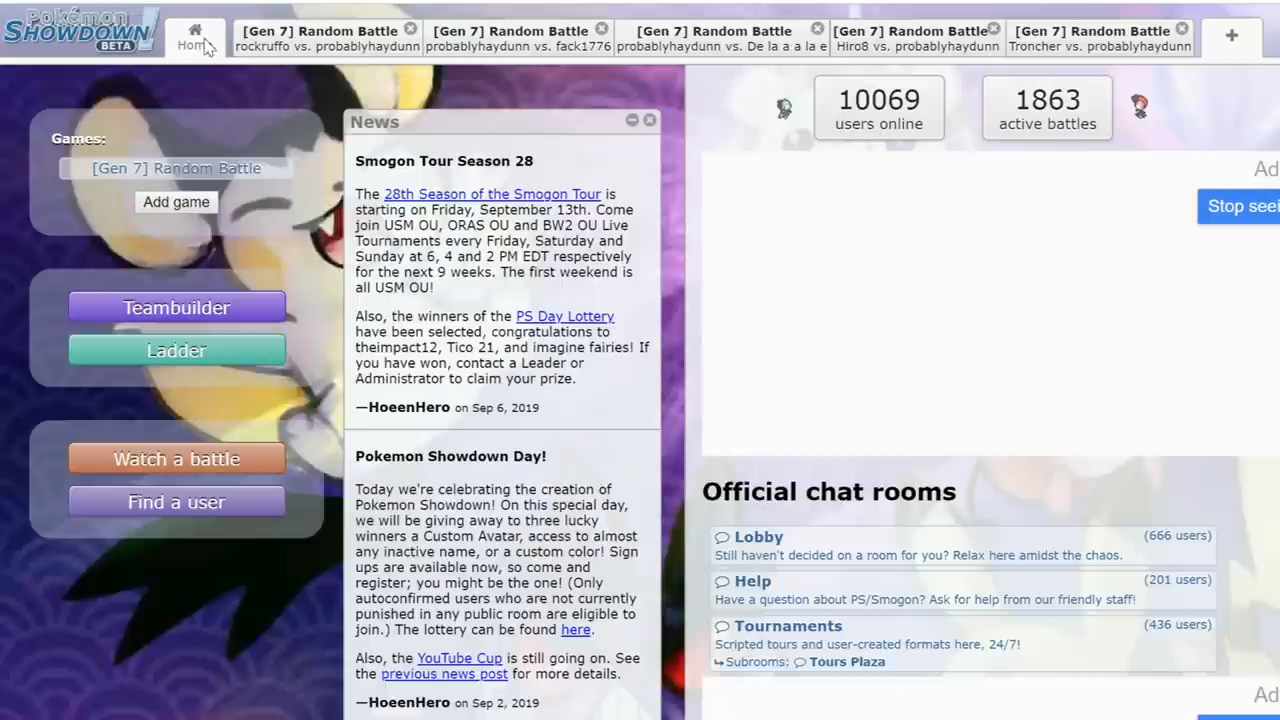 Pokémon
SHOWDOWN!
BETA
Home
[Gen 7] Random Battle
rockruffo vs. probablyhaydunn
[Gen 7] Random Battle
probablyhaydunn vs. fack1776
[Gen 7] Random Battle
probablyhaydunn vs. De la a a la e
[Gen 7] Random Battle
Hiro8 vs. probablyhaydunn
[Gen 7] Random Battle
Troncher vs. probablyhaydunn
+
Games:
[Gen 7] Random Battle
Add game
Teambuilder
Ladder
Watch a battle
Find a user
News
Smogon Tour Season 28
The 28th Season of the Smogon Tour is
starting on Friday, September 13th. Come
join USM OU, ORAS OU and BW2 OU Live
Tournaments every Friday, Saturday and
Sunday at 6, 4 and 2 PM EDT respectively
for the next 9 weeks. The first weekend is
all USM OU!
Also, the winners of the PS Day Lottery
have been selected, congratulations to
theimpact12, Tico 21, and imagine fairies! If
you have won, contact a Leader or
Administrator to claim your prize.
—HoeenHero on Sep 6, 2019
Pokemon Showdown Day!
Today we're celebrating the creation of
Pokemon Showdown! On this special day,
we will be giving away to three lucky
winners a Custom Avatar, access to almost
any inactive name, or a custom color! Sign
ups are available now, so come and
register; you might be the one! (Only
autoconfirmed users who are not currently
punished in any public room are eligible to
join.) The lottery can be found here.
Also, the YouTube Cup is still going on. See
the previous news post for more details.
—HoeenHero on Sep 2, 2019
10069
users online
1863
active battles
Ad
Stop seei
Official chat rooms
Lobby
(666 users)
Still haven't decided on a room for you? Relax here amidst the chaos.
Help
(201 users)
Have a question about PS/Smogon? Ask for help from our friendly staff!
Tournaments
(436 users)
Scripted tours and user-created formats here, 24/7!
↳Subrooms: Tours Plaza
Ad